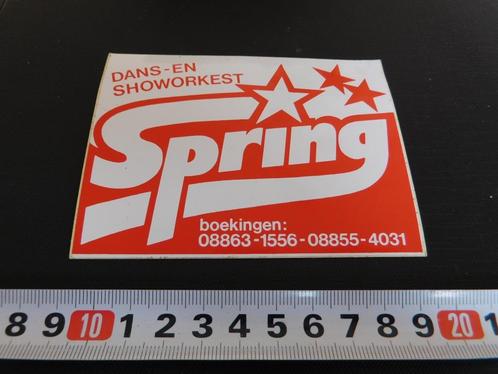 DANS-EN
SHOWORKEST
Spring
boekingen:
08863-1556-08855-4031
8 9 10 1 2 3 4 5 6 7 8 9 20 1